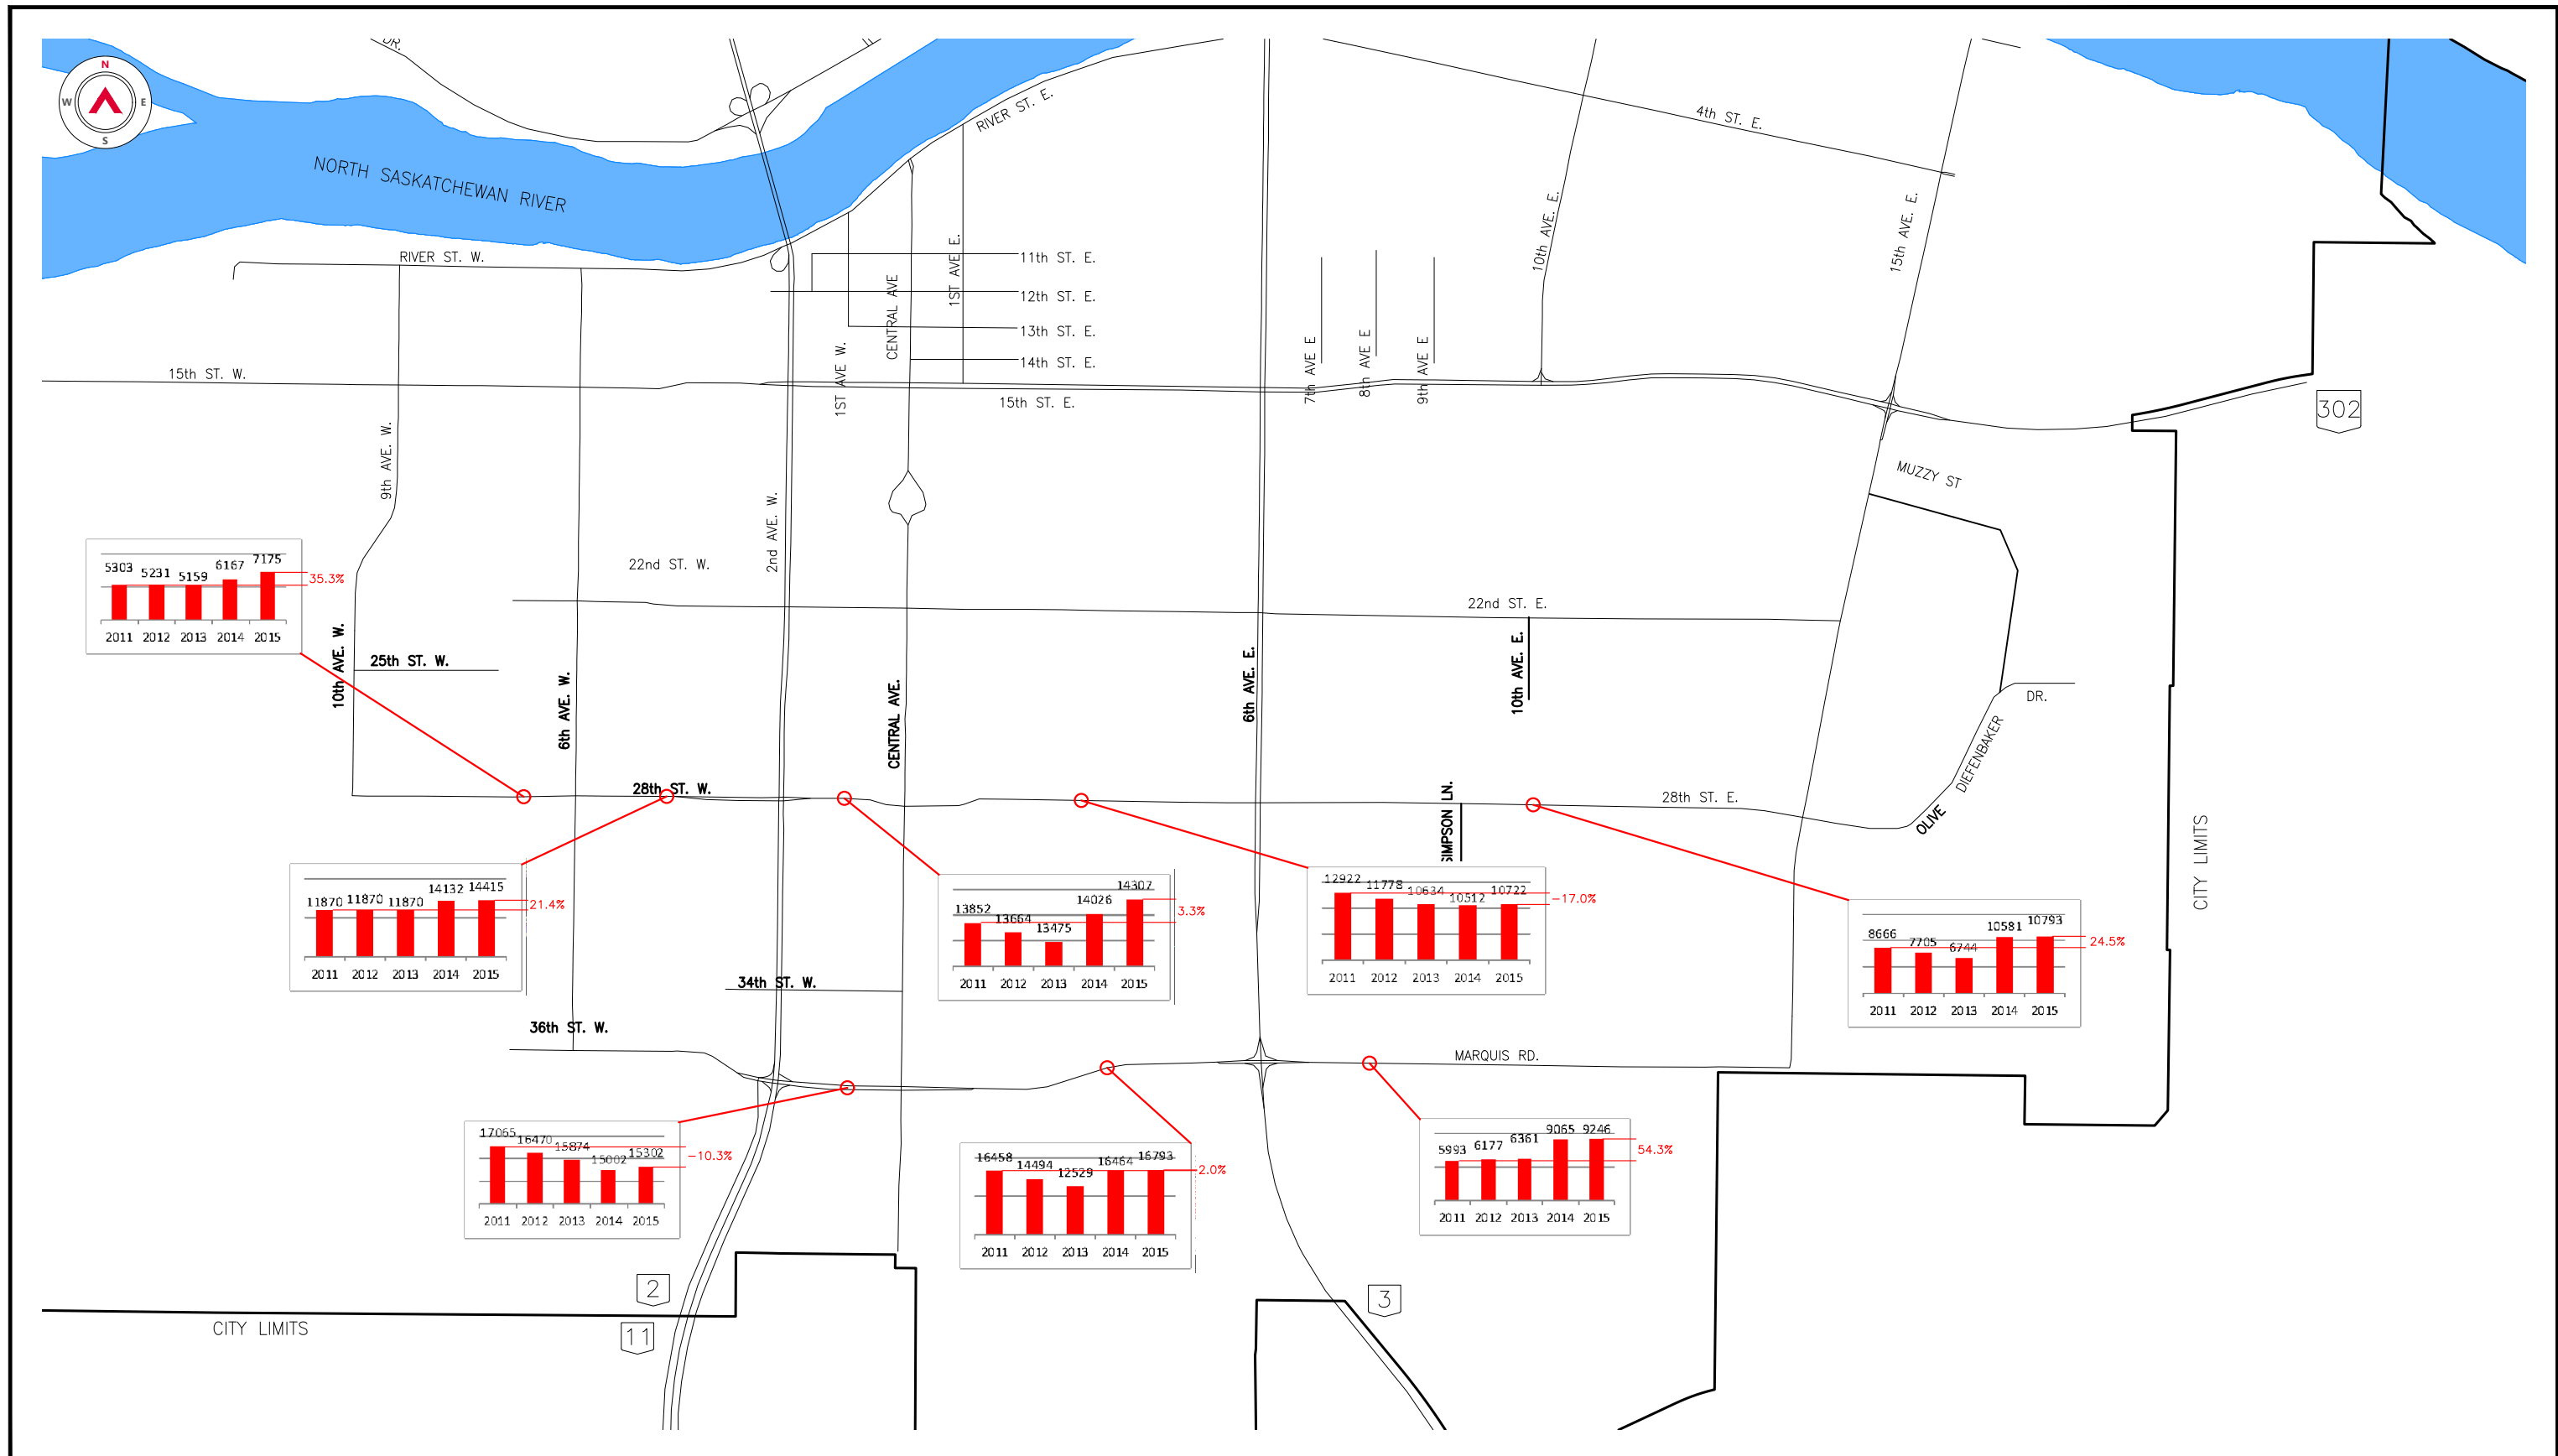 DR.
N
W
E
S
NORTH SASKATCHEWAN RIVER
RIVER ST. E.
4th ST. E.
10th AVE. E.
15th AVE. E.
RIVER ST. W.
11th ST. E.
12th ST. E.
13th ST. E.
14th ST. E.
1ST AVE. E.
CENTRAL AVE
1ST AVE W.
7th AVE E
8th AVE E
9th AVE E
15th ST. W.
15th ST. E.
302
9th AVE. W.
2nd AVE. W.
MUZZY ST
22nd ST. W.
22nd ST. E.
5303 5231 5159 6167 7175
35.3%
2011 2012 2013 2014 2015
10th AVE. W.
25th ST. W.
6th AVE. W.
CENTRAL AVE.
6th AVE. E.
10th AVE. E.
DR.
DIEFENBAKER
OLIVE
28th ST. W.
28th ST. E.
SIMPSON LN.
CITY LIMITS
11870 11870 11870 14132 14415
21.4%
2011 2012 2013 2014 2015
13852 13664 13475 14026 14307
3.3%
2011 2012 2013 2014 2015
12922 11778 10634 10512 10722
-17.0%
2011 2012 2013 2014 2015
8666 7705 6744 10581 10793
24.5%
2011 2012 2013 2014 2015
34th ST. W.
36th ST. W.
MARQUIS RD.
17065 16470 15874 15002 15302
-10.3%
2011 2012 2013 2014 2015
16458 14494 12529 16464 16793
2.0%
2011 2012 2013 2014 2015
5993 6177 6361 9065 9246
54.3%
2011 2012 2013 2014 2015
2
11
3
CITY LIMITS